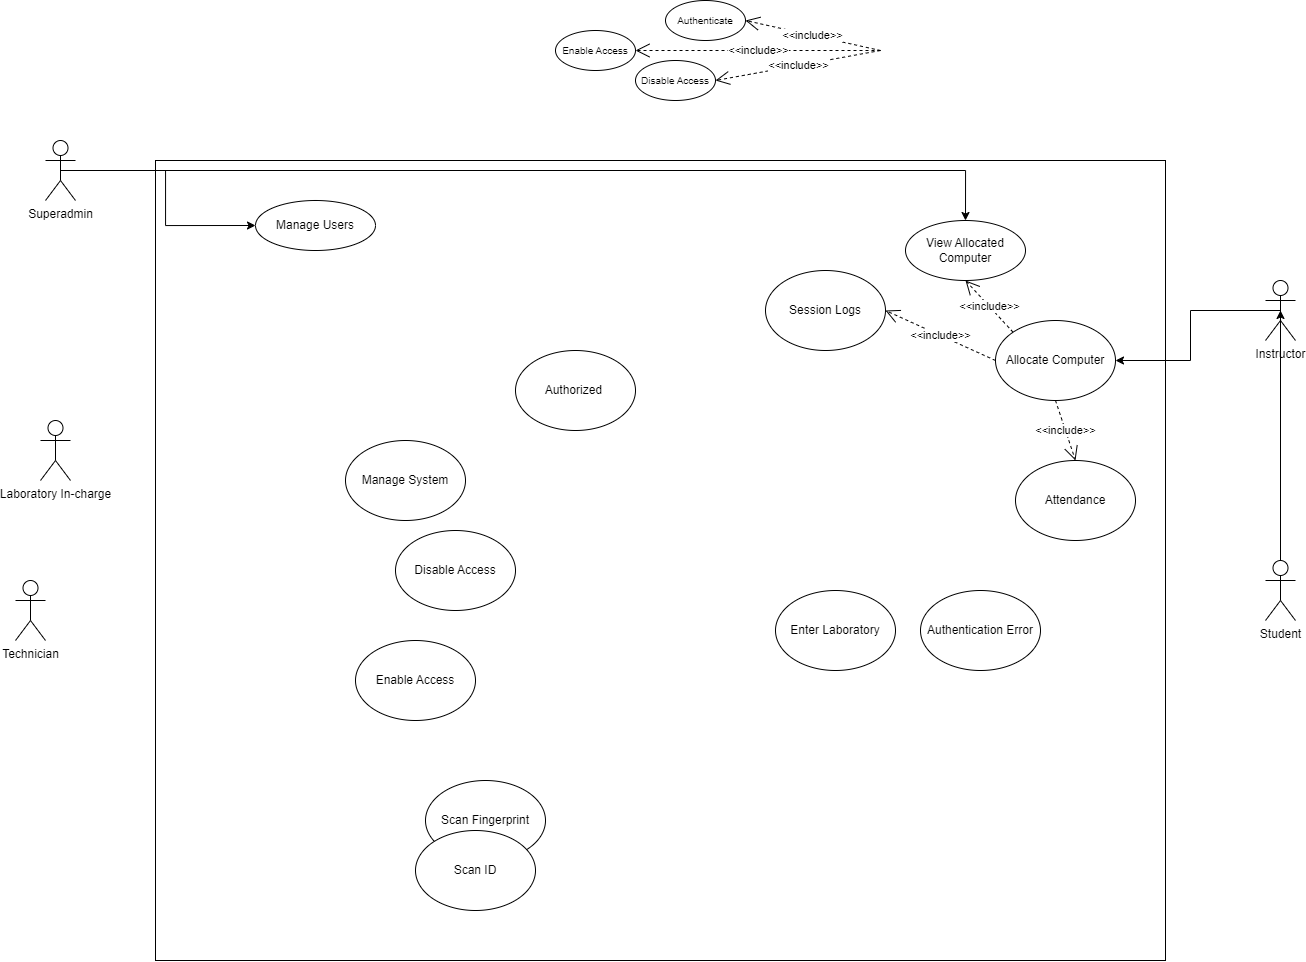 Authenticate
<<include>>
Enable Access
<<include>>
<<include>>
Disable Access
Superadmin
Manage Users
View Allocated
Computer
Session Logs
<<include>>
<<include>>
Allocate Computer
Instructor
Authorized
<<include>>
Manage System
Laboratory In-charge
Attendance
Disable Access
Enter Laboratory
Authentication Error
Student
Technician
Enable Access
Scan Fingerprint
Scan ID